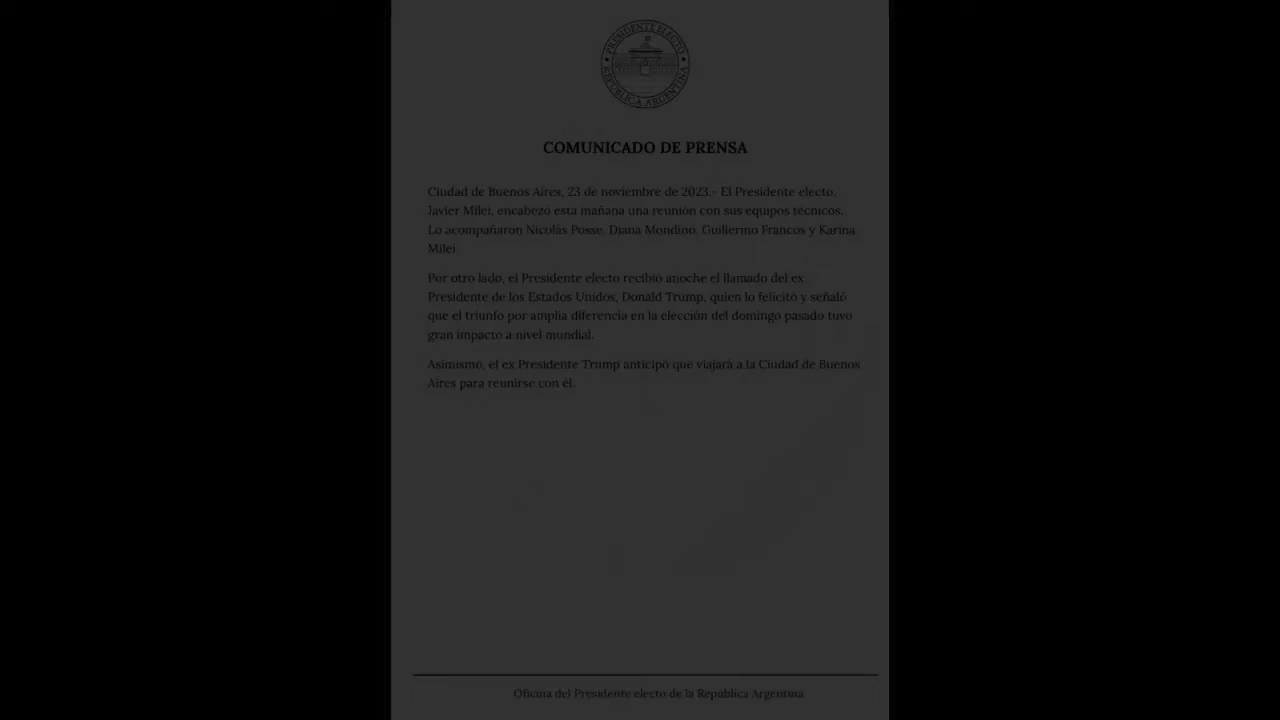 PRESIDENTE ELECTO
REPÚBLICA ARGENTINA
COMUNICADO DE PRENSA
Ciudad de Buenos Aires, 23 de noviembre de 2023.- El Presidente electo,
Javier Milei, encabezó esta mañana una reunión con sus equipos técnicos.
Lo acompañaron Nicolás Posse, Diana Mondino, Guillermo Francos y Karina
Milei.
Por otro lado, el Presidente electo recibió anoche el llamado del ex
Presidente de los Estados Unidos, Donald Trump, quien lo felicitó y señaló
que el triunfo por amplia diferencia en la elección del domingo pasado tuvo
gran impacto a nivel mundial.
Asimismo, el ex Presidente Trump anticipó que viajará a la Ciudad de Buenos
Aires para reunirse con él.
Oficina del Presidente electo de la República Argentina